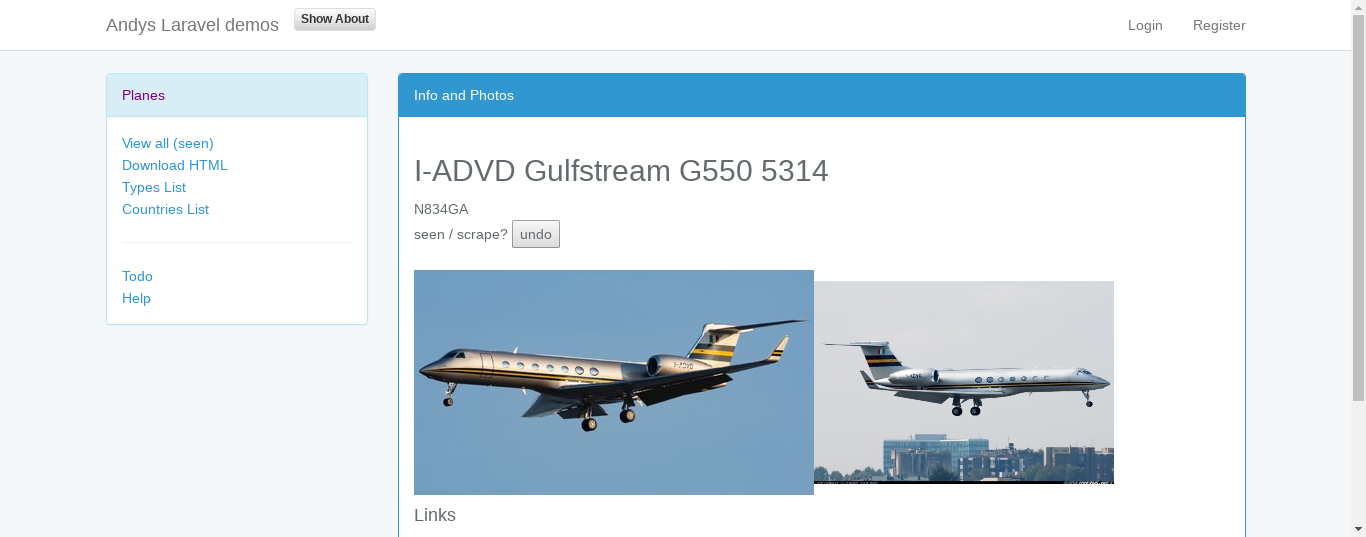 Andys Laravel demos
Show About
Login
Register
Planes
View all (seen)
Download HTML
Types List
Countries List
Todo
Help
Info and Photos
I-ADVD Gulfstream G550 5314
N834GA
seen / scrape? undo
I-ADVD
Links